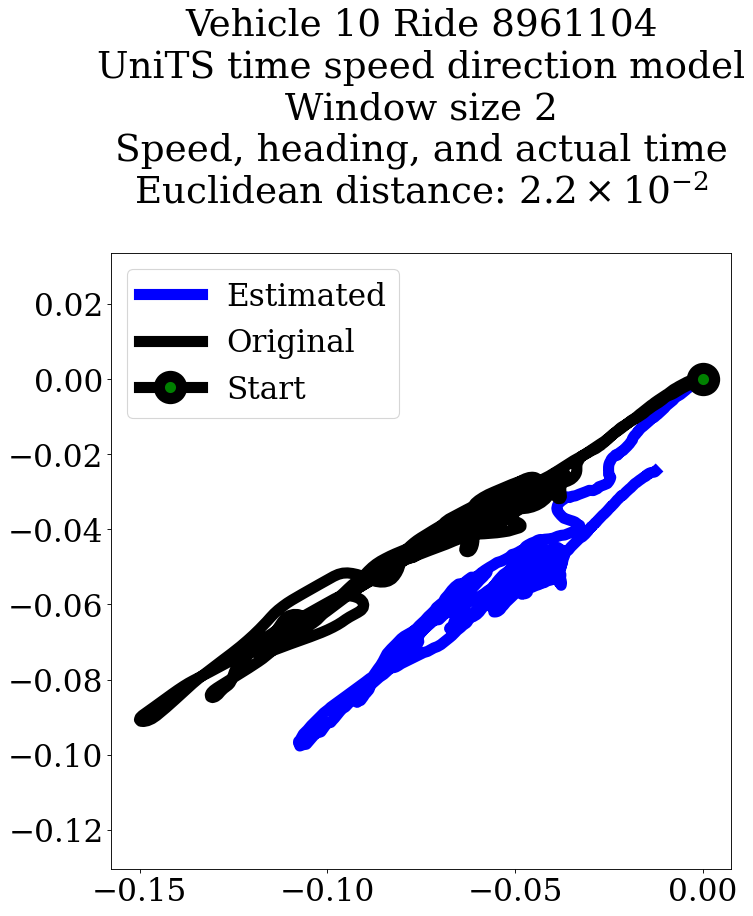 Vehicle 10 Ride 8961104
UniTS time speed direction model
Window size 2
Speed, heading, and actual time
Euclidean distance: 2.2 × 10⁻²
Estimated
Original
Start
0.02
0.00
−0.02
−0.04
−0.06
−0.08
−0.10
−0.12
−0.15
−0.10
−0.05
0.00